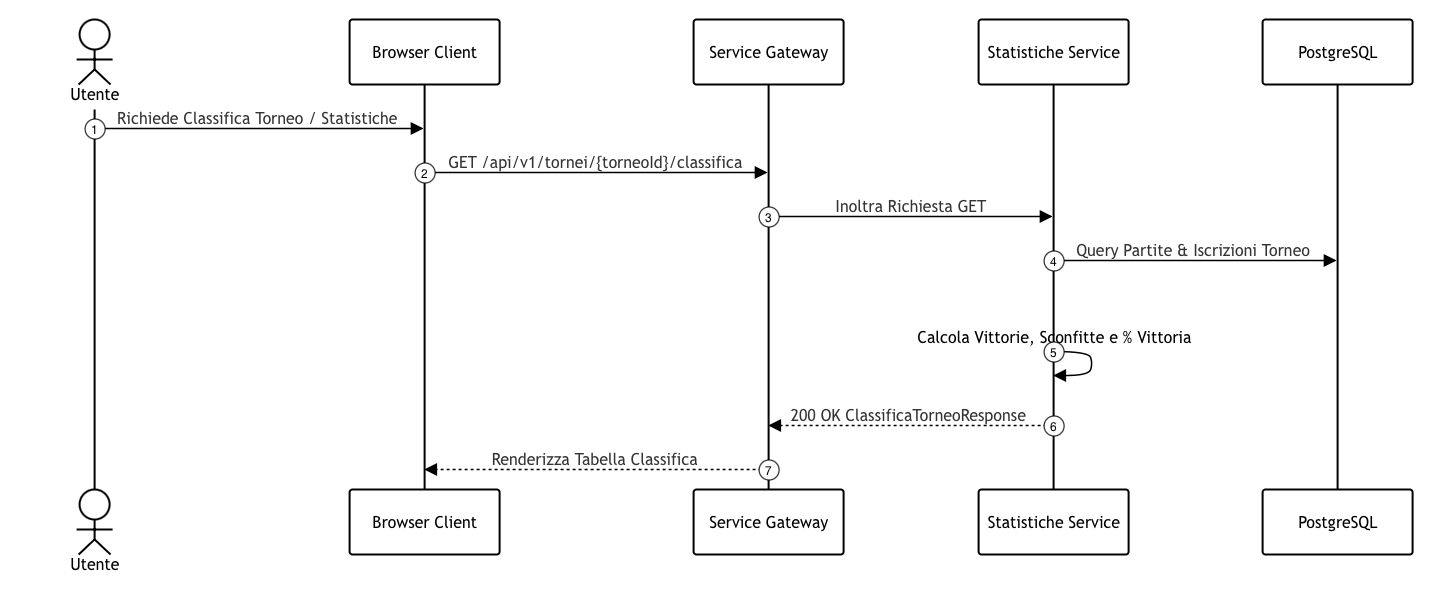 Utente
Browser Client
Service Gateway
Statistiche Service
PostgreSQL
1
Richiede Classifica Torneo / Statistiche
2
GET /api/v1/tornei/{torneoId}/classifica
3
Inoltra Richiesta GET
4
Query Partite & Iscrizioni Torneo
Calcola Vittorie, Sconfitte e % Vittoria
5
200 OK ClassificaTorneoResponse
6
Renderizza Tabella Classifica
7
Utente
Browser Client
Service Gateway
Statistiche Service
PostgreSQL